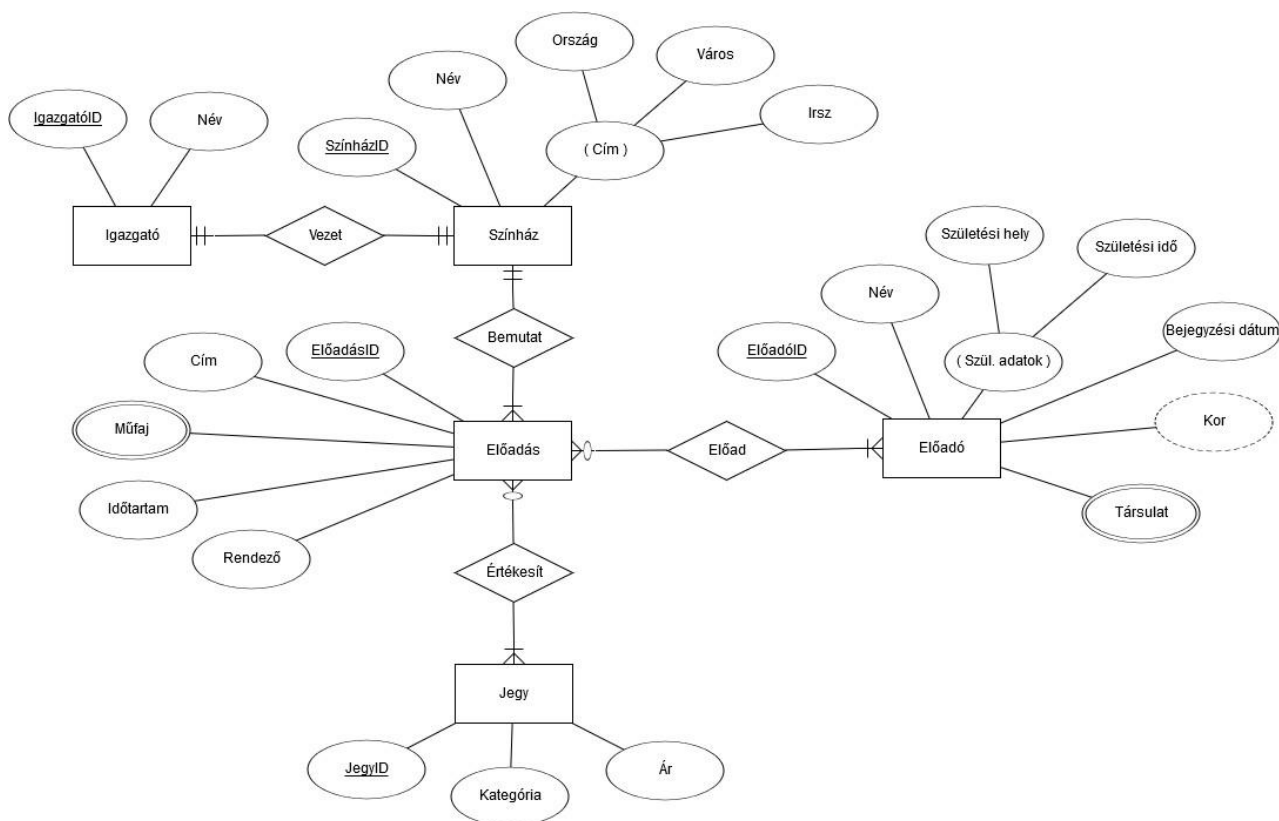 Ország
Város
Név
Irsz
IgazgatóID
Név
SzínházID
( Cím )
Igazgató
Vezet
Színház
Születési hely
Születési idő
Név
Bemutat
Bejegyzési dátum
ElőadásID
ElőadóID
( Szül. adatok )
Cím
Műfaj
Kor
Előadás
Előad
Előadó
Időtartam
Társulat
Rendező
Értékesít
Jegy
JegyID
Ár
Kategória